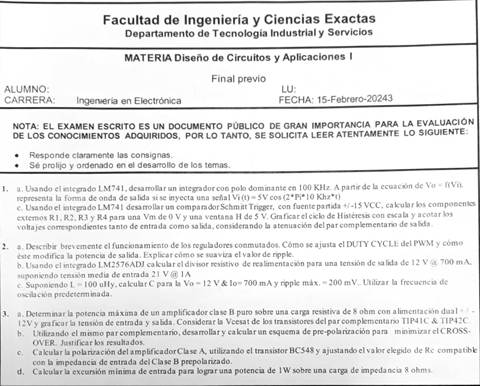 Facultad de Ingeniería y Ciencias Exactas
Departamento de Tecnología Industrial y Servicios
MATERIA Diseño de Circuitos y Aplicaciones I
Final previo
ALUMNO: LU:
CARRERA: Ingeniería en Electrónica FECHA: 15-Febrero-20243
NOTA: EL EXAMEN ESCRITO ES UN DOCUMENTO PÚBLICO DE GRAN IMPORTANCIA PARA LA EVALUACIÓN
DE LOS CONOCIMIENTOS ADQUIRIDOS, POR LO TANTO, SE SOLICITA LEER ATENTAMENTE LO SIGUIENTE:
• Responde claramente las consignas.
• Sé prolijo y ordenado en el desarrollo de los temas.
1. a. Usando el integrado LM741, desarrollar un integrador con polo dominante en 100 KHz. A partir de la ecuación de Vo = f(Vi).
representa la forma de onda de salida si se inyecta una señal Vi (t) = 5V cos (2*Pi*10 Khz*t)
c. Usando el integrado LM741 desarrollar un comparador Schmitt Trigger, con fuente partida +/-15 VCC, calcular los componentes
externos R1, R2, R3 y R4 para una Vm de 0 V y una ventana H de 5 V. Graficar el ciclo de Histéresis con escala y acotar los
voltajes correspondientes tanto de entrada como salida, considerando la atenuación del par complementario de salida.
2. a. Describir brevemente el funcionamiento de los reguladores conmutados. Cómo se ajusta el DUTY CYCLE del PWM y cómo
éste modifica la potencia de salida. Explicar cómo se suaviza el valor de ripple.
b. Usando el integrado LM2576ADJ calcular el divisor resistivo de realimentación para una tensión de salida de 12 V @ 700 mA,
suponiendo tensión media de entrada 21 V @ 1A
c. Suponiendo L = 100 uHy, calcular C para la Vo = 12 V & Io= 700 mA y ripple máx. = 200 mV.. Utilizar la frecuencia de
oscilación predeterminada.
3. a. Determinar la potencia máxima de un amplificador clase B puro sobre una carga resistiva de 8 ohm con alimentación dual + / -
12V y graficar la tensión de entrada y salida. Considerar la Vcesat de los transistores del par complementario TIP41C & TIP42C.
b. Utilizando el mismo par complementario, desarrollar y calcular un esquema de pre-polarización para minimizar el CROSS-
OVER. Justificar los resultados.
c. Calcular la polarización del amplificador Clase A, utilizando el transistor BC548 y ajustando el valor elegido de Rc compatible
con la impedancia de entrada del Clase B prepolarizado.
d. Calcular la excursión mínima de entrada para lograr una potencia de 1W sobre una carga de impedancia 8 ohms.